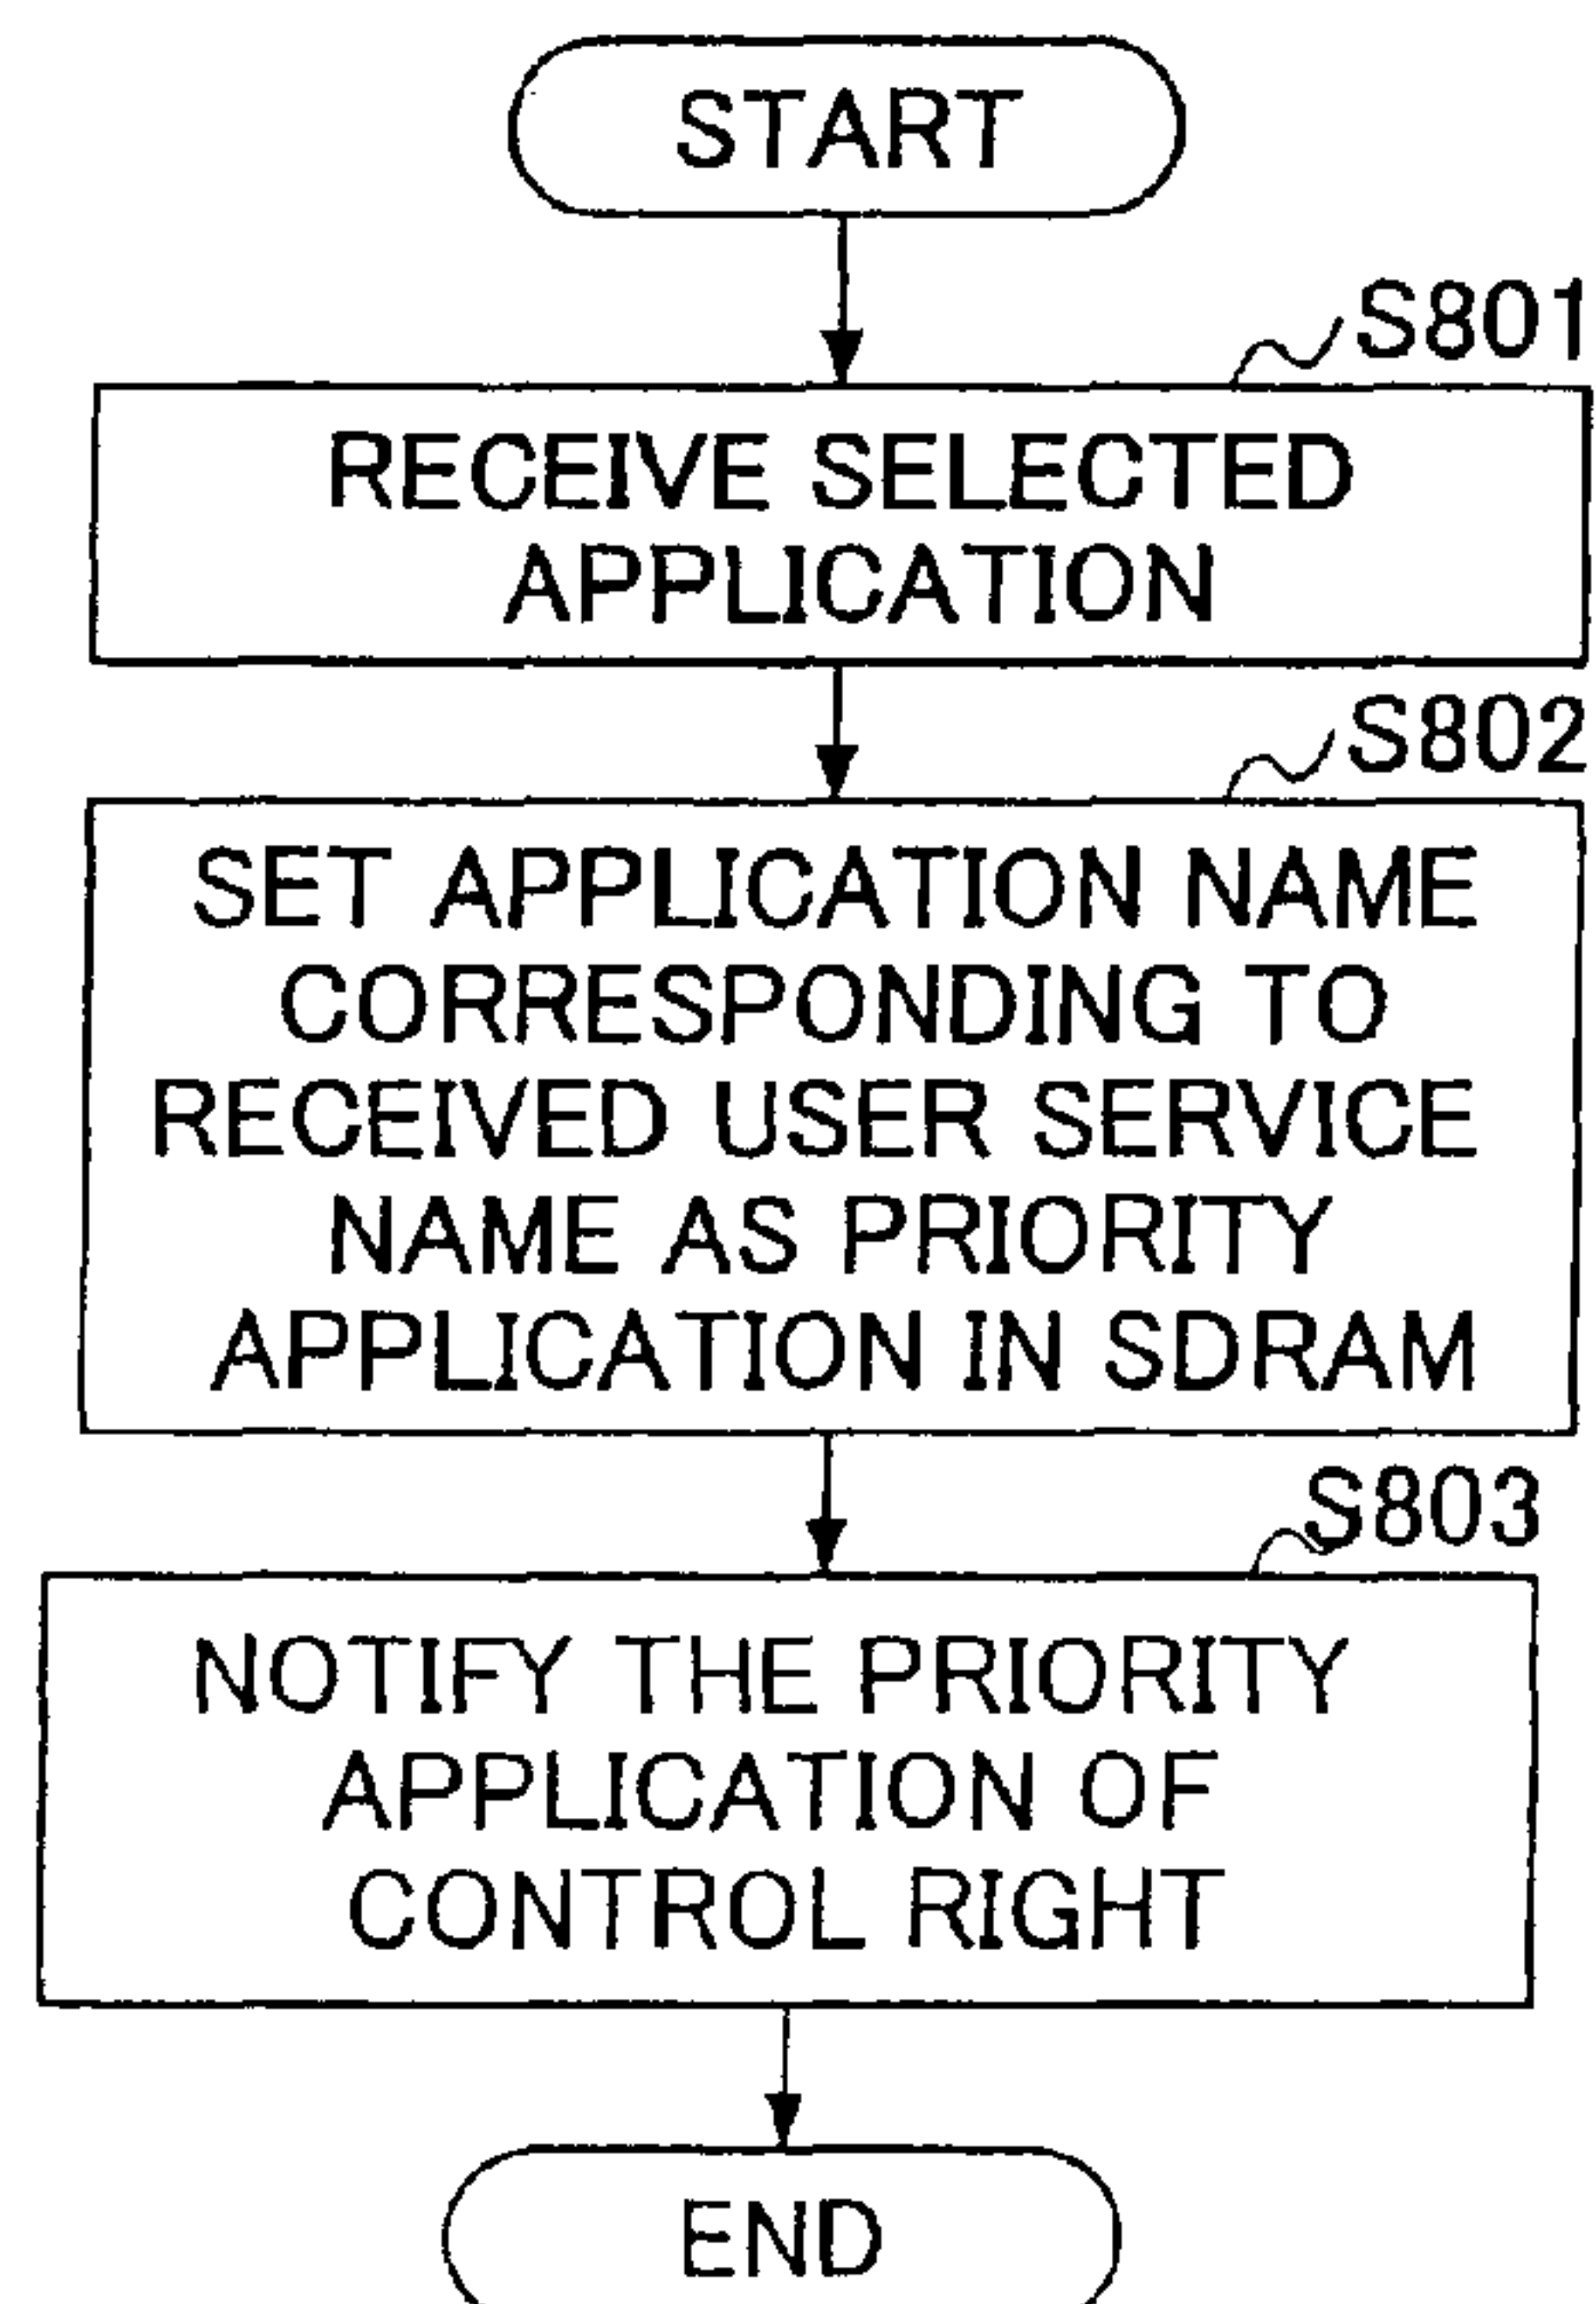 START
S801
RECEIVE SELECTED
APPLICATION
S802
SET APPLICATION NAME
CORRESPONDING TO
RECEIVED USER SERVICE
NAME AS PRIORITY
APPLICATION IN SDRAM
S803
NOTIFY THE PRIORITY
APPLICATION OF
CONTROL RIGHT
END